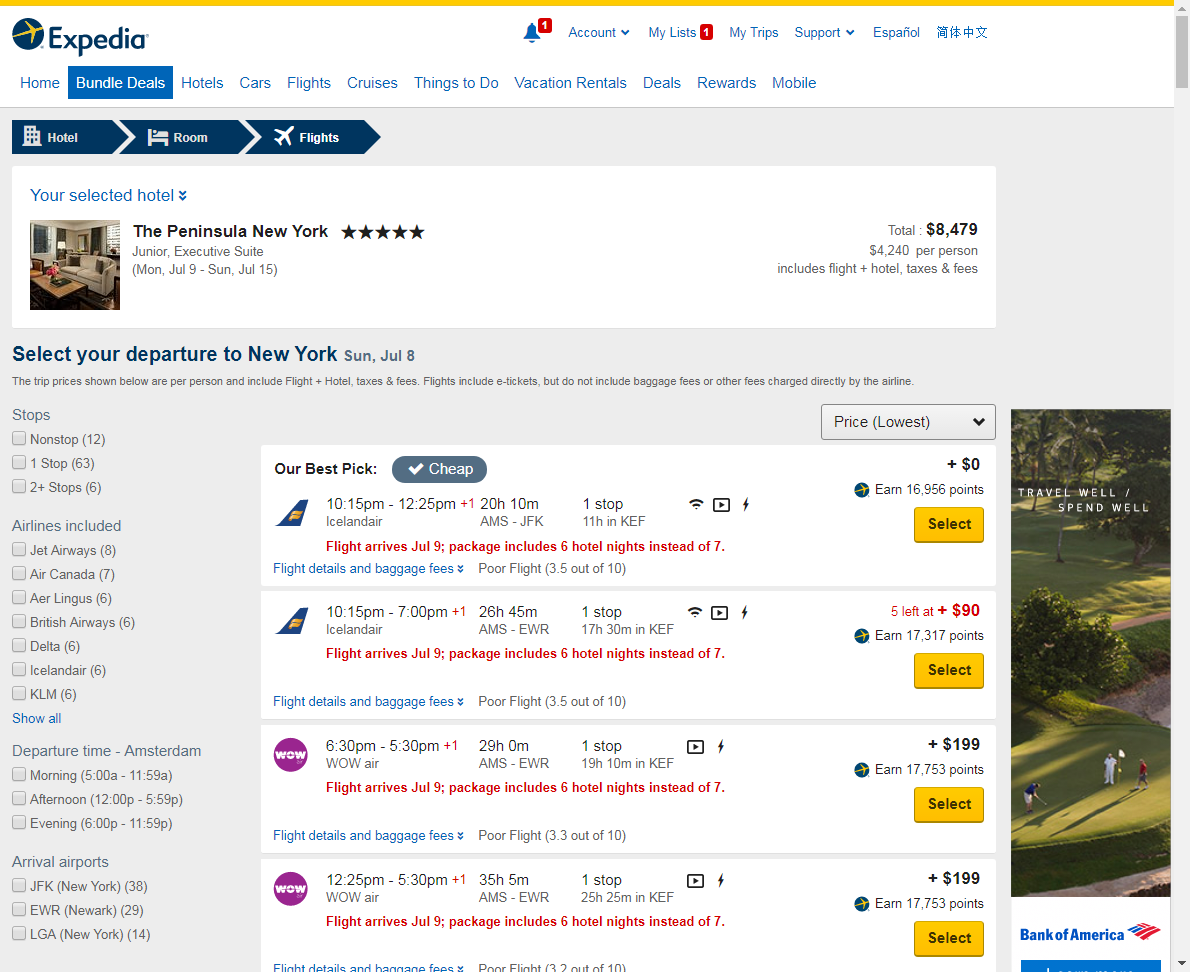 Expedia
1
Account
My Lists 1
My Trips
Support
Español
简体中文
Home
Bundle Deals
Hotels
Cars
Flights
Cruises
Things to Do
Vacation Rentals
Deals
Rewards
Mobile
Hotel
Room
Flights
Your selected hotel
The Peninsula New York
Junior, Executive Suite
(Mon, Jul 9 - Sun, Jul 15)
Total : $8,479
$4,240 per person
includes flight + hotel, taxes & fees
Select your departure to New York Sun, Jul 8
The trip prices shown below are per person and include Flight + Hotel, taxes & fees. Flights include e-tickets, but do not include baggage fees or other fees charged directly by the airline.
Stops
Nonstop (12)
1 Stop (63)
2+ Stops (6)
Airlines included
Jet Airways (8)
Air Canada (7)
Aer Lingus (6)
British Airways (6)
Delta (6)
Icelandair (6)
KLM (6)
Show all
Departure time - Amsterdam
Morning (5:00a - 11:59a)
Afternoon (12:00p - 5:59p)
Evening (6:00p - 11:59p)
Arrival airports
JFK (New York) (38)
EWR (Newark) (29)
LGA (New York) (14)
Price (Lowest)
Our Best Pick: Cheap
+ $0
Earn 16,956 points
10:15pm - 12:25pm +1 20h 10m 1 stop
Icelandair AMS - JFK 11h in KEF
Select
Flight arrives Jul 9; package includes 6 hotel nights instead of 7.
Flight details and baggage fees Poor Flight (3.5 out of 10)
10:15pm - 7:00pm +1 26h 45m 1 stop
Icelandair AMS - EWR 17h 30m in KEF
5 left at + $90
Earn 17,317 points
Flight arrives Jul 9; package includes 6 hotel nights instead of 7.
Select
Flight details and baggage fees Poor Flight (3.5 out of 10)
wow
6:30pm - 5:30pm +1 29h 0m 1 stop
WOW air AMS - EWR 19h 10m in KEF
+ $199
Earn 17,753 points
Flight arrives Jul 9; package includes 6 hotel nights instead of 7.
Select
Flight details and baggage fees Poor Flight (3.3 out of 10)
wow
12:25pm - 5:30pm +1 35h 5m 1 stop
WOW air AMS - EWR 25h 25m in KEF
+ $199
Earn 17,753 points
Flight arrives Jul 9; package includes 6 hotel nights instead of 7.
Select
Flight details and baggage fees Poor Flight (3.2 out of 10)
TRAVEL WELL /
SPEND WELL
Bank of America
Learn more